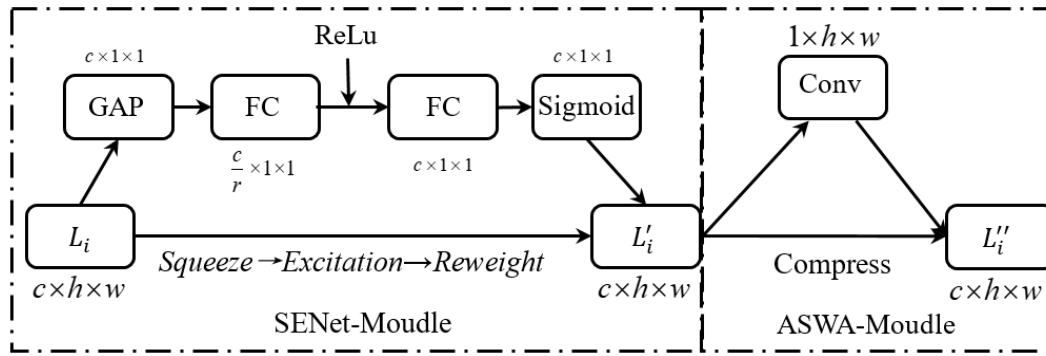 ReLu
c×1×1
c×1×1
1×h×w
GAP
FC
FC
Sigmoid
Conv
c/r ×1×1
c×1×1
L_i
L'_i
L''_i
Squeeze→Excitation→Reweight
Compress
c×h×w
c×h×w
c×h×w
SENet-Moudle
ASWA-Moudle